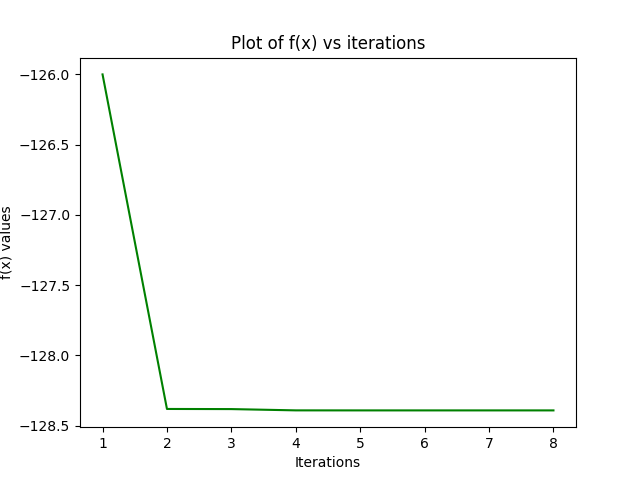 Plot of f(x) vs iterations
−126.0
−126.5
−127.0
−127.5
−128.0
−128.5
f(x) values
1 2 3 4 5 6 7 8
Iterations